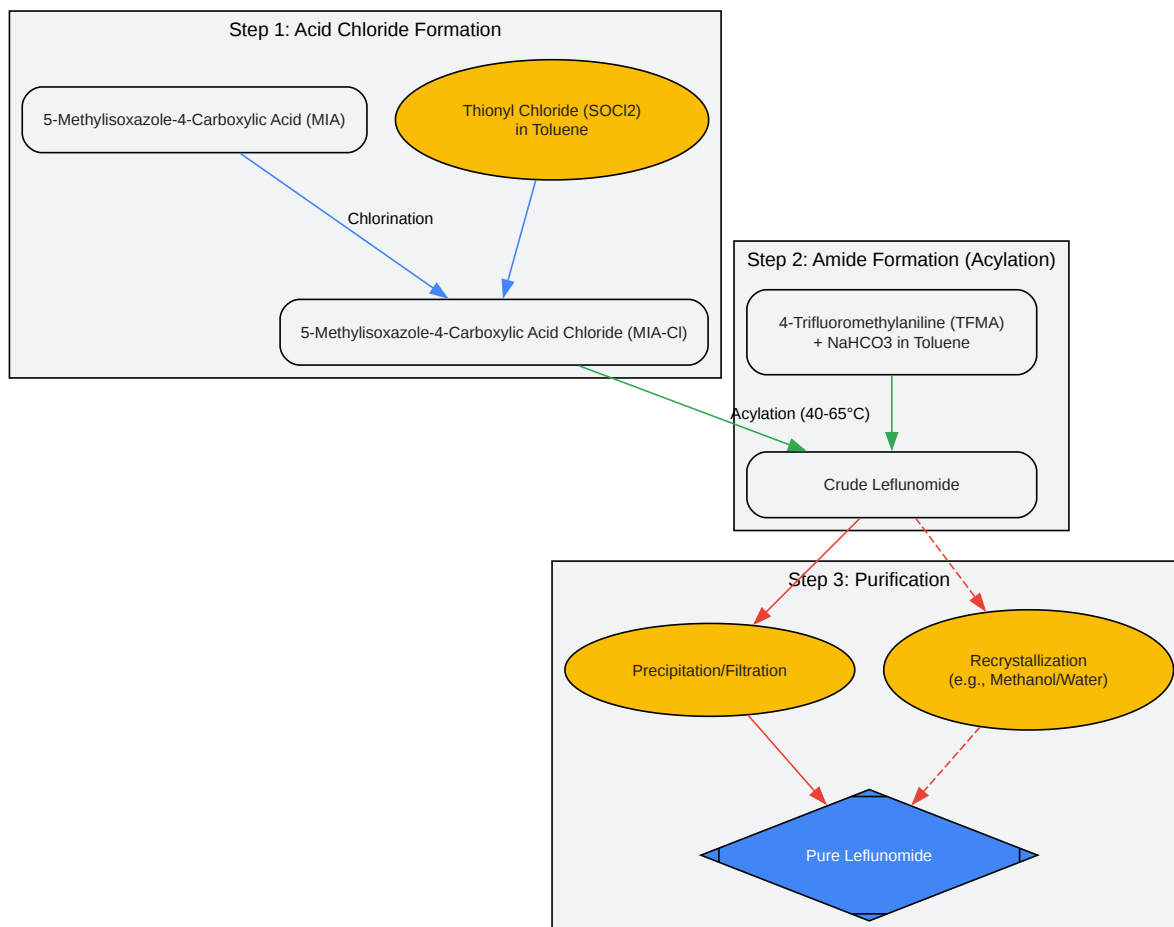 Step 1: Acid Chloride Formation
5-Methylisoxazole-4-Carboxylic Acid (MIA)
Thionyl Chloride (SOCl2)
in Toluene
Chlorination
5-Methylisoxazole-4-Carboxylic Acid Chloride (MIA-Cl)
Step 2: Amide Formation (Acylation)
4-Trifluoromethylaniline (TFMA)
+ NaHCO3 in Toluene
Acylation (40-65°C)
Crude Leflunomide
Step 3: Purification
Precipitation/Filtration
Recrystallization
(e.g., Methanol/Water)
Pure Leflunomide